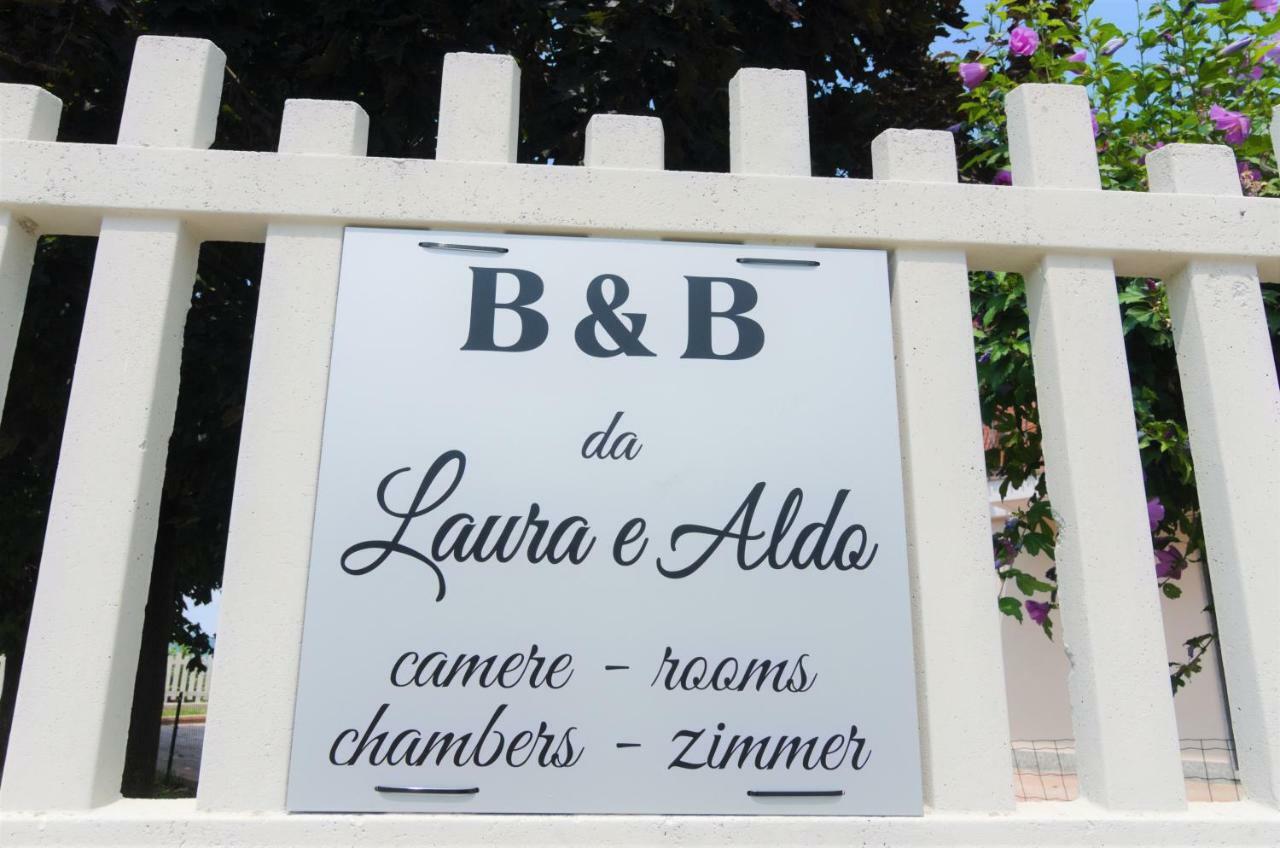 B & B
da
Laura e Aldo
camere - rooms
chambers - zimmer